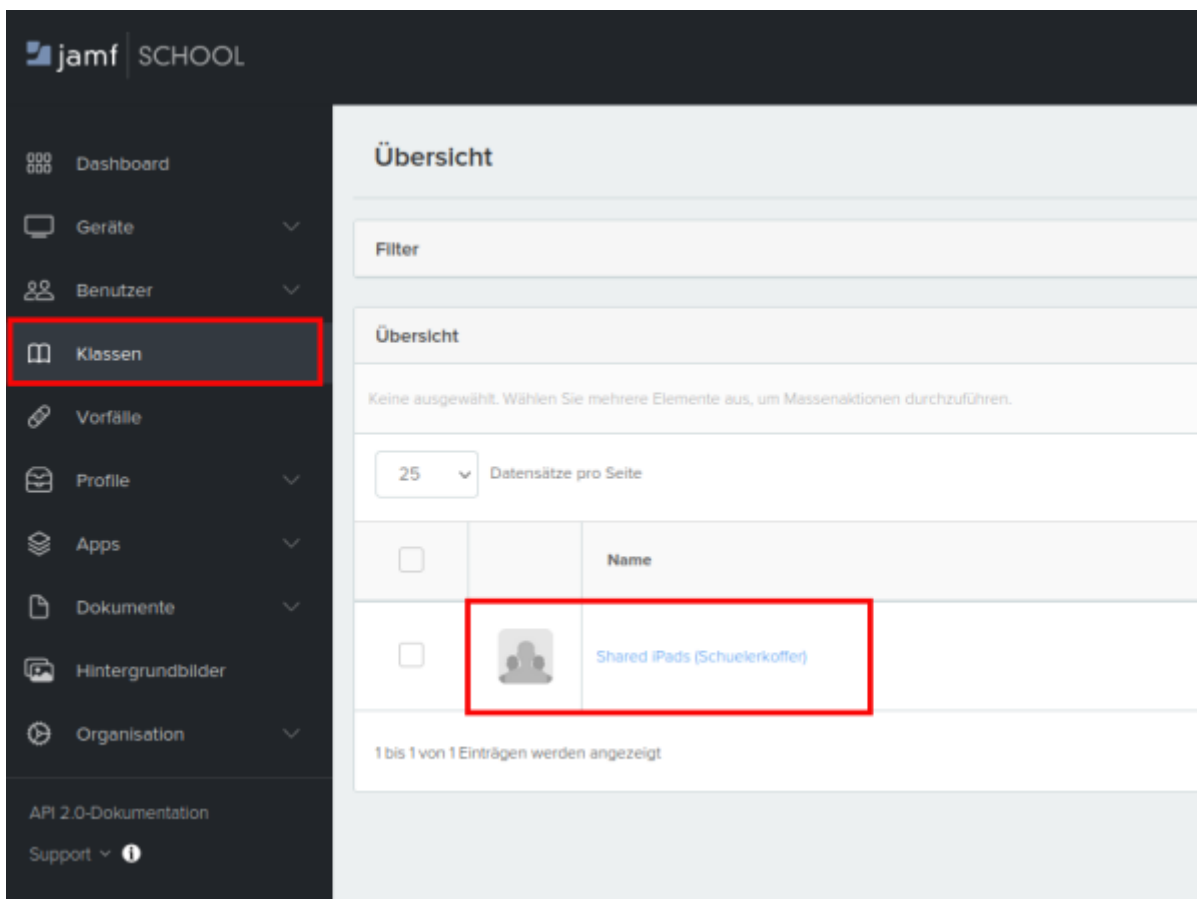 jamf SCHOOL
Dashboard
Geräte
Benutzer
Klassen
Vorfälle
Profile
Apps
Dokumente
Hintergrundbilder
Organisation
API 2.0-Dokumentation
Support
Übersicht
Filter
Übersicht
Keine ausgewählt. Wählen Sie mehrere Elemente aus, um Massenaktionen durchzuführen.
25 Datensätze pro Seite
Name
Shared iPads (Schuelerkoffer)
1 bis 1 von 1 Einträgen werden angezeigt